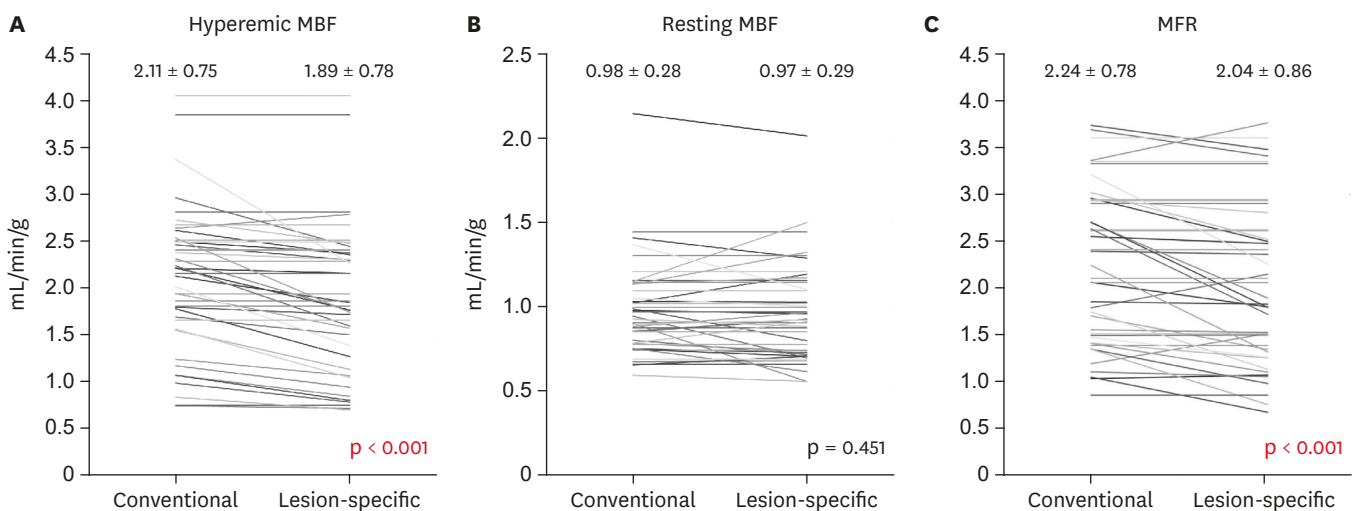 A
Hyperemic MBF
mL/min/g
4.5
4.0
3.5
3.0
2.5
2.0
1.5
1.0
0.5
0
2.11 ± 0.75
1.89 ± 0.78
p < 0.001
Conventional
Lesion-specific
B
Resting MBF
mL/min/g
2.5
2.0
1.5
1.0
0.5
0
0.98 ± 0.28
0.97 ± 0.29
p = 0.451
Conventional
Lesion-specific
C
MFR
4.5
4.0
3.5
3.0
2.5
2.0
1.5
1.0
0.5
0
2.24 ± 0.78
2.04 ± 0.86
p < 0.001
Conventional
Lesion-specific